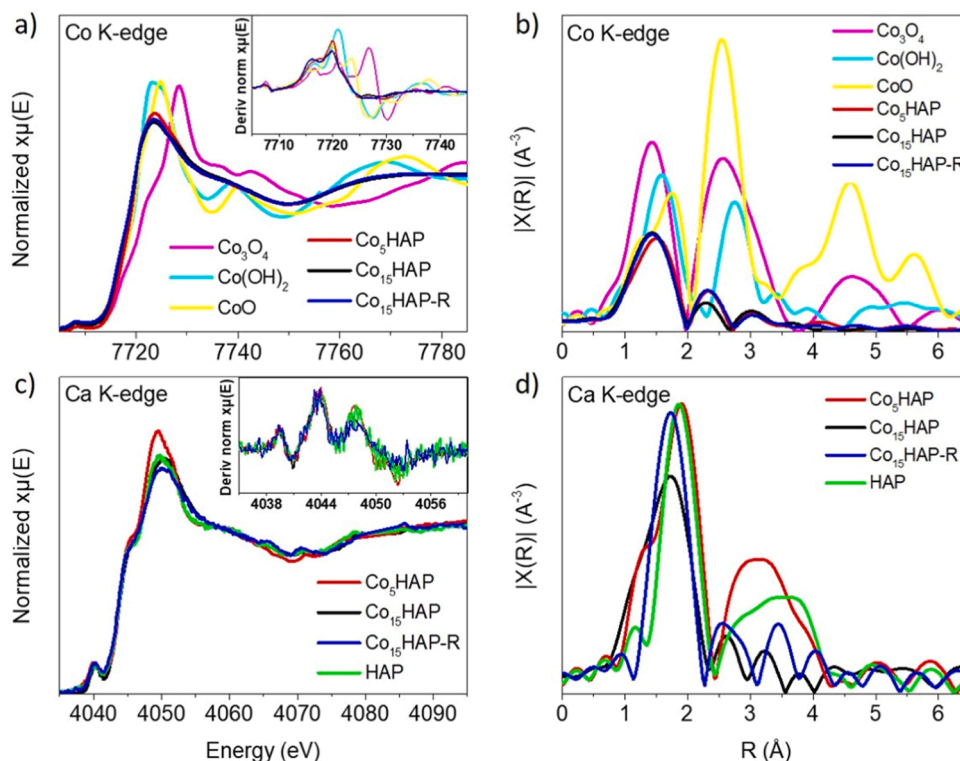 a)
Co K-edge
Normalized xμ(E)
Deriv norm xμ(E)
7710 7720 7730 7740
Co₃O₄
Co(OH)₂
CoO
Co₅HAP
Co₁₅HAP
Co₁₅HAP-R
7720 7740 7760 7780
b)
Co K-edge
|X(R)| (A⁻³)
Co₃O₄
Co(OH)₂
CoO
Co₅HAP
Co₁₅HAP
Co₁₅HAP-R
0 1 2 3 4 5 6
c)
Ca K-edge
Normalized xμ(E)
Deriv norm xμ(E)
4038 4044 4050 4056
Co₅HAP
Co₁₅HAP
Co₁₅HAP-R
HAP
4040 4050 4060 4070 4080 4090
Energy (eV)
d)
Ca K-edge
|X(R)| (A⁻³)
Co₅HAP
Co₁₅HAP
Co₁₅HAP-R
HAP
0 1 2 3 4 5 6
R (Å)